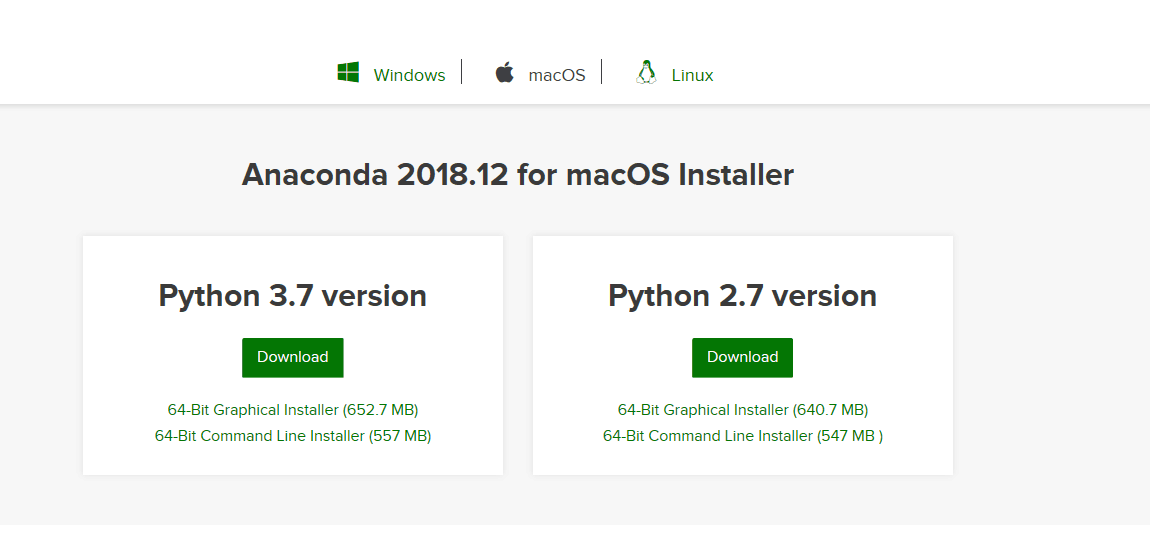 Windows macOS Linux
Anaconda 2018.12 for macOS Installer
Python 3.7 version
Download
64-Bit Graphical Installer (652.7 MB)
64-Bit Command Line Installer (557 MB)
Python 2.7 version
Download
64-Bit Graphical Installer (640.7 MB)
64-Bit Command Line Installer (547 MB )